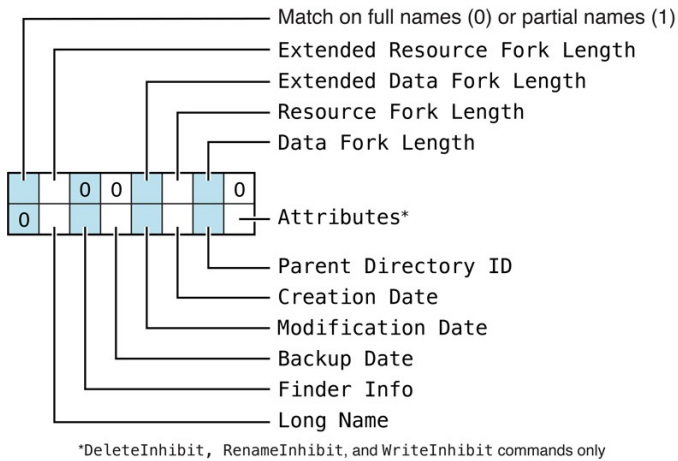 Match on full names (0) or partial names (1)
Extended Resource Fork Length
Extended Data Fork Length
Resource Fork Length
Data Fork Length
0 0 0
0
Attributes*
Parent Directory ID
Creation Date
Modification Date
Backup Date
Finder Info
Long Name
*DeleteInhibit, RenameInhibit, and WriteInhibit commands only